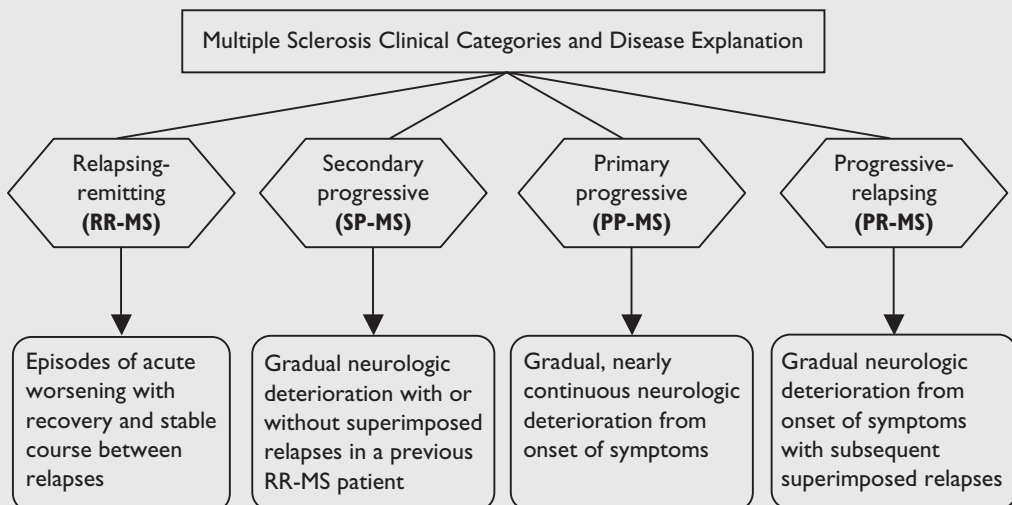 Multiple Sclerosis Clinical Categories and Disease Explanation
Relapsing-
remitting
(RR-MS)
Secondary
progressive
(SP-MS)
Primary
progressive
(PP-MS)
Progressive-
relapsing
(PR-MS)
Episodes of acute
worsening with
recovery and stable
course between
relapses
Gradual neurologic
deterioration with or
without superimposed
relapses in a previous
RR-MS patient
Gradual, nearly
continuous neurologic
deterioration from
onset of symptoms
Gradual neurologic
deterioration from
onset of symptoms
with subsequent
superimposed relapses